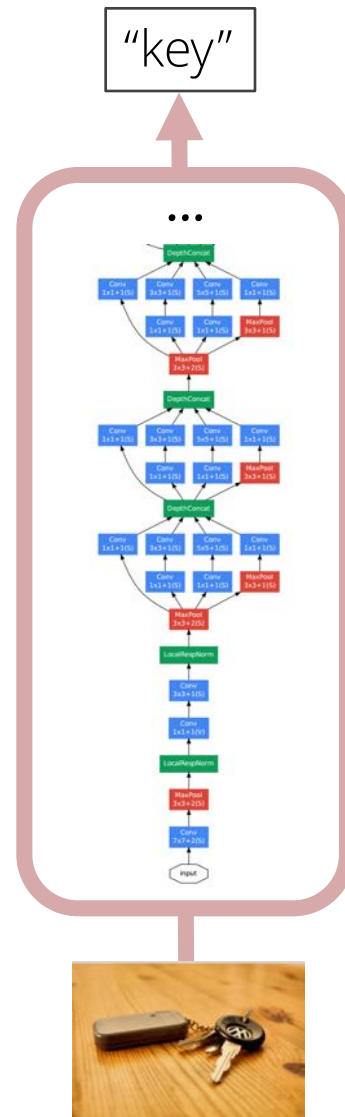 “key”
...
DepthConcat
Conv Conv Conv Conv
1x1+1(S) 3x3+1(S) 5x5+1(S) 1x1+1(S)
Conv Conv MaxPool
1x1+1(S) 1x1+1(S) 3x3+1(S)
MaxPool
3x3+2(S)
DepthConcat
Conv Conv Conv Conv
1x1+1(S) 3x3+1(S) 5x5+1(S) 1x1+1(S)
Conv Conv MaxPool
1x1+1(S) 1x1+1(S) 3x3+1(S)
DepthConcat
Conv Conv Conv Conv
1x1+1(S) 3x3+1(S) 5x5+1(S) 1x1+1(S)
Conv Conv MaxPool
1x1+1(S) 1x1+1(S) 3x3+1(S)
MaxPool
3x3+2(S)
LocalRespNorm
Conv
3x3+1(S)
Conv
1x1+1(V)
LocalRespNorm
MaxPool
3x3+2(S)
Conv
7x7+2(S)
input